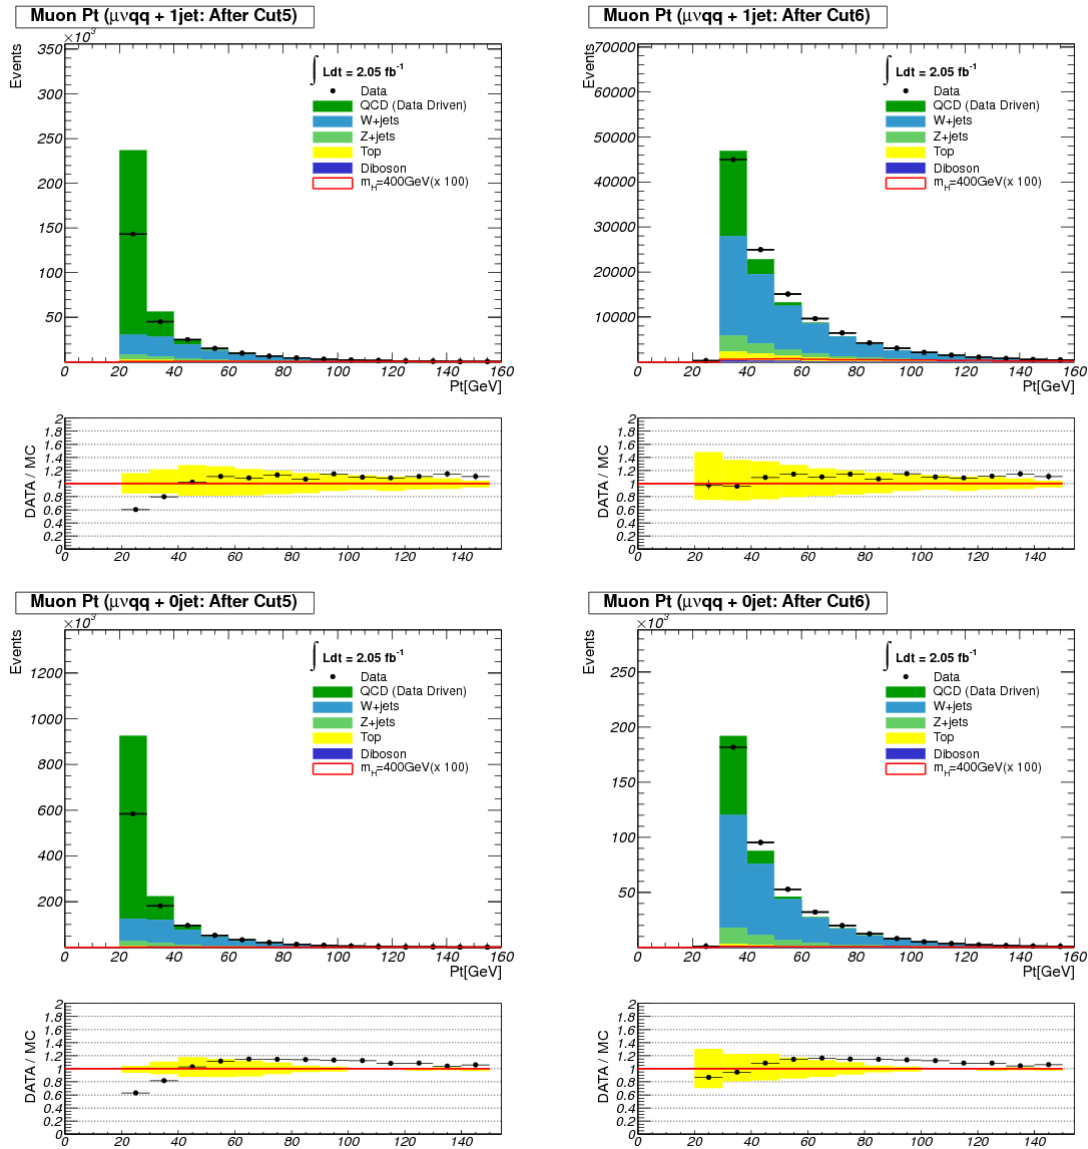 Muon Pt (μνqq + 1jet: After Cut5)
×10³
Events
350
300
250
200
150
100
50
∫ Ldt = 2.05 fb⁻¹
Data
QCD (Data Driven)
W+jets
Z+jets
Top
Diboson
m_H=400GeV(x 100)
0 20 40 60 80 100 120 140 160
Pt[GeV]
DATA / MC
2
1.8
1.6
1.4
1.2
1
0.8
0.6
0.4
0.2
0
0 20 40 60 80 100 120 140
Muon Pt (μνqq + 1jet: After Cut6)
Events
70000
60000
50000
40000
30000
20000
10000
∫ Ldt = 2.05 fb⁻¹
Data
QCD (Data Driven)
W+jets
Z+jets
Top
Diboson
m_H=400GeV(x 100)
0 20 40 60 80 100 120 140 160
Pt[GeV]
DATA / MC
2
1.8
1.6
1.4
1.2
1
0.8
0.6
0.4
0.2
0
0 20 40 60 80 100 120 140
Muon Pt (μνqq + 0jet: After Cut5)
×10³
Events
1200
1000
800
600
400
200
∫ Ldt = 2.05 fb⁻¹
Data
QCD (Data Driven)
W+jets
Z+jets
Top
Diboson
m_H=400GeV(x 100)
0 20 40 60 80 100 120 140 160
Pt[GeV]
DATA / MC
2
1.8
1.6
1.4
1.2
1
0.8
0.6
0.4
0.2
0
0 20 40 60 80 100 120 140
Muon Pt (μνqq + 0jet: After Cut6)
×10³
Events
250
200
150
100
50
∫ Ldt = 2.05 fb⁻¹
Data
QCD (Data Driven)
W+jets
Z+jets
Top
Diboson
m_H=400GeV(x 100)
0 20 40 60 80 100 120 140 160
Pt[GeV]
DATA / MC
2
1.8
1.6
1.4
1.2
1
0.8
0.6
0.4
0.2
0
0 20 40 60 80 100 120 140